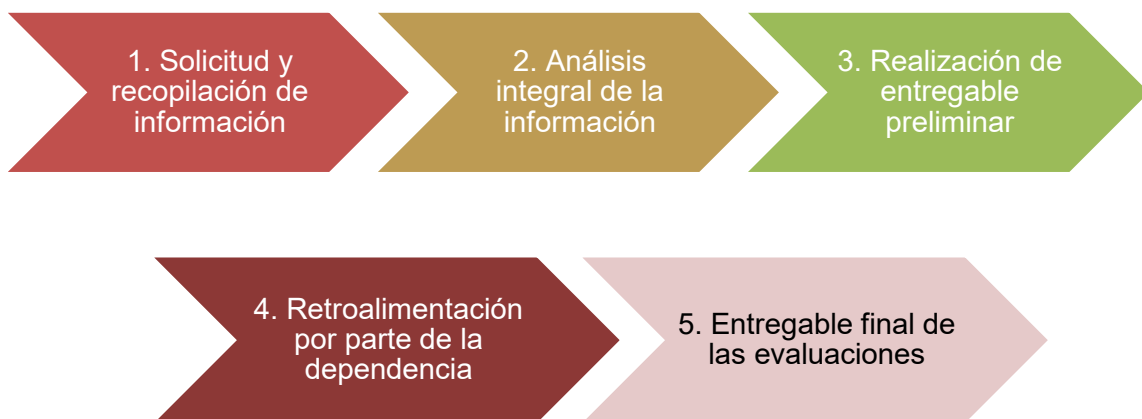 1. Solicitud y
recopilación de
información
2. Análisis
integral de la
información
3. Realización de
entregable
preliminar
4. Retroalimentación
por parte de la
dependencia
5. Entregable final de
las evaluaciones